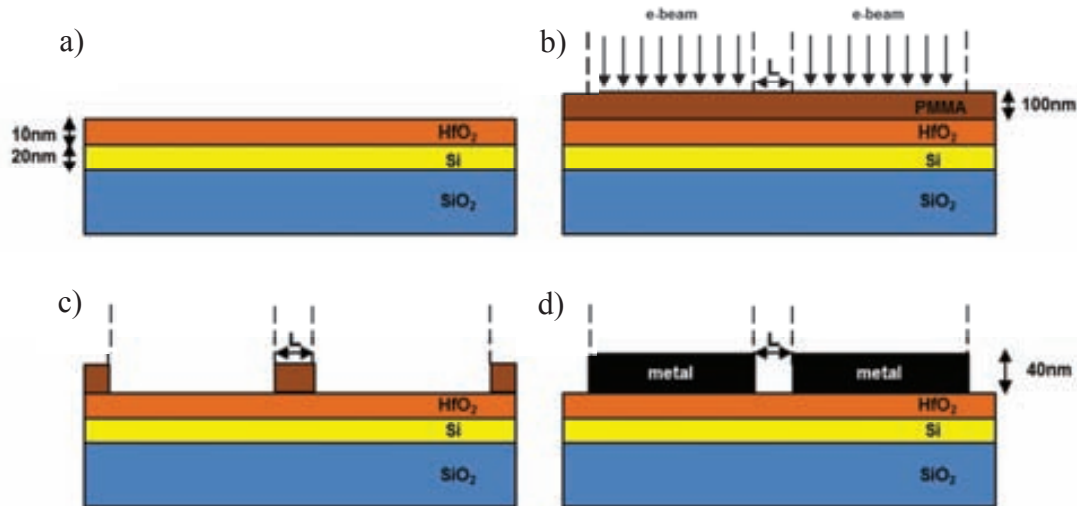 a)
10nm
20nm
HfO₂
Si
SiO₂
b)
e-beam
e-beam
L
PMMA
100nm
HfO₂
Si
SiO₂
c)
L
HfO₂
Si
SiO₂
d)
L
metal
metal
40nm
HfO₂
Si
SiO₂